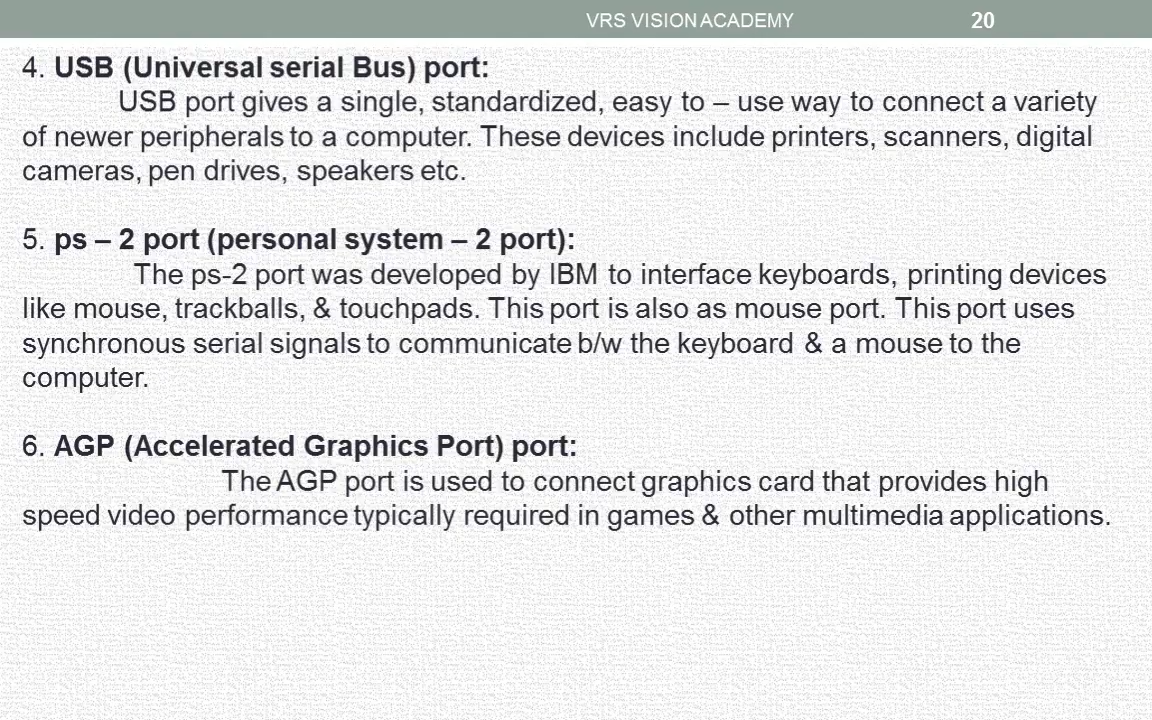 VRS VISION ACADEMY 20
4. USB (Universal serial Bus) port:
USB port gives a single, standardized, easy to – use way to connect a variety
of newer peripherals to a computer. These devices include printers, scanners, digital
cameras, pen drives, speakers etc.
5. ps – 2 port (personal system – 2 port):
The ps-2 port was developed by IBM to interface keyboards, printing devices
like mouse, trackballs, & touchpads. This port is also as mouse port. This port uses
synchronous serial signals to communicate b/w the keyboard & a mouse to the
computer.
6. AGP (Accelerated Graphics Port) port:
The AGP port is used to connect graphics card that provides high
speed video performance typically required in games & other multimedia applications.